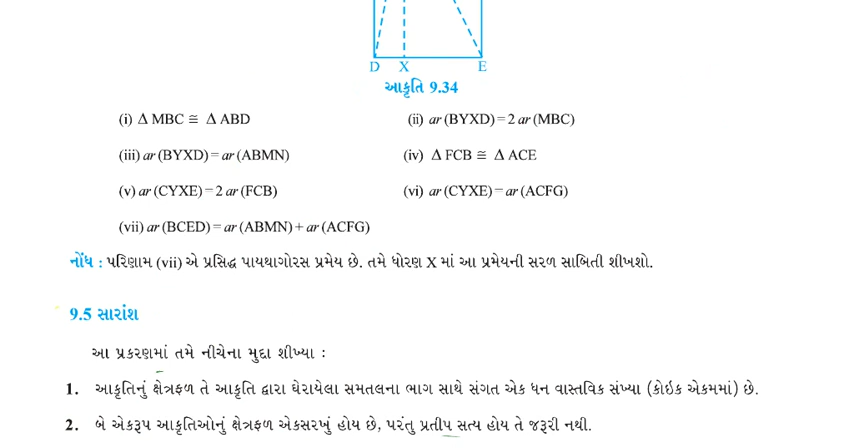 D X E
આકૃતિ 9.34
(i) Δ MBC ≅ Δ ABD (ii) ar (BYXD) = 2 ar (MBC)
(iii) ar (BYXD) = ar (ABMN) (iv) Δ FCB ≅ Δ ACE
(v) ar (CYXE) = 2 ar (FCB) (vi) ar (CYXE) = ar (ACFG)
(vii) ar (BCED) = ar (ABMN) + ar (ACFG)
નોંધ : પરિણામ (vii) એ પ્રસિદ્ધ પાયથાગોરસ પ્રમેય છે. તમે ધોરણ X માં આ પ્રમેયની સરળ સાબિતી શીખશો.
9.5 સારાંશ
આ પ્રકરણમાં તમે નીચેના મુદ્દા શીખ્યા :
1. આકૃતિનું ક્ષેત્રફળ તે આકૃતિ દ્વારા ઘેરાયેલા સમતલના ભાગ સાથે સંગત એક ધન વાસ્તવિક સંખ્યા (કોઇક એકમમાં) છે.
2. બે એકરૂપ આકૃતિઓનું ક્ષેત્રફળ એકસરખું હોય છે, પરંતુ પ્રતીપ સત્ય હોય તે જરૂરી નથી.